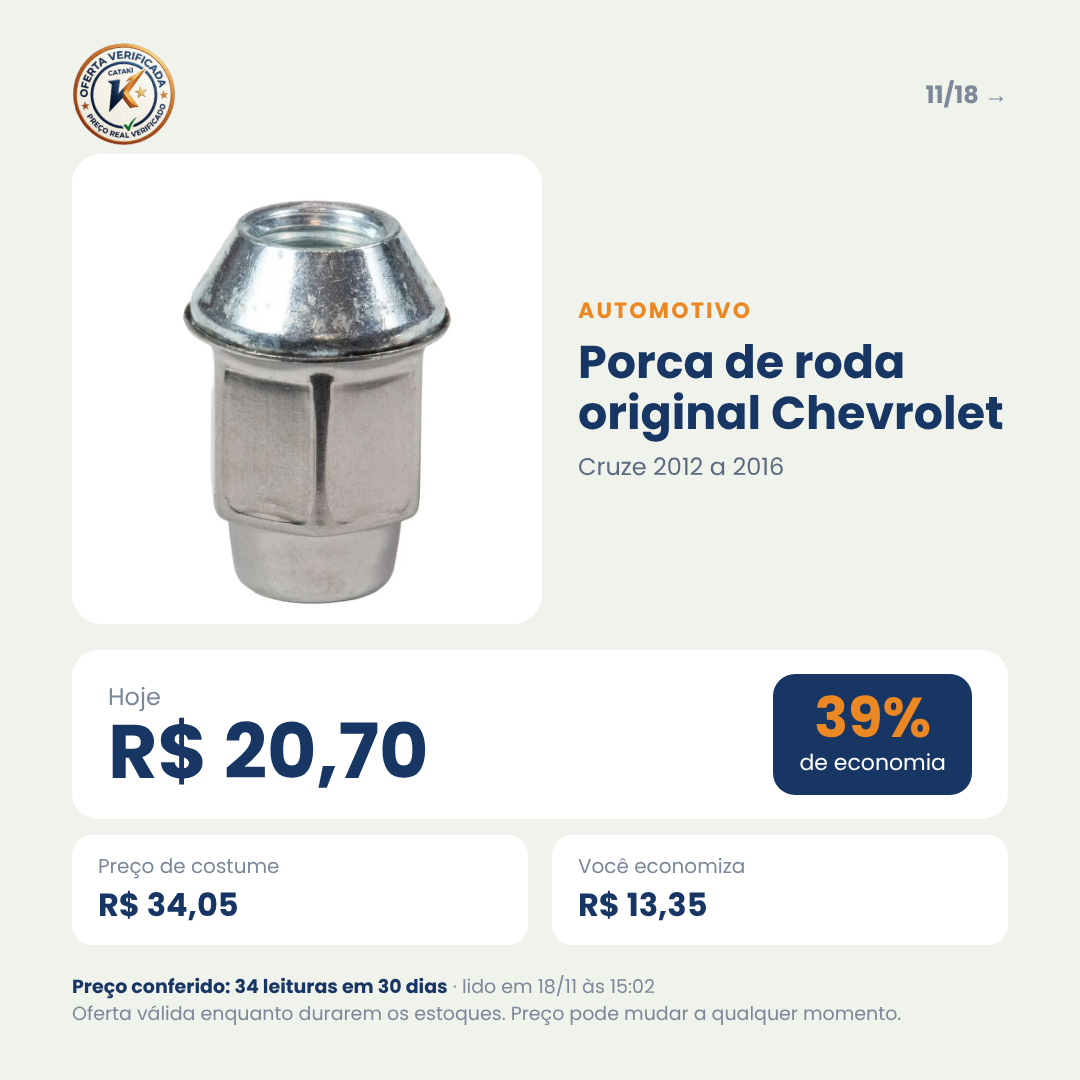 OFERTA VERIFICADA
CATAKI
K
PREÇO REAL VERIFICADO
11/18 →
AUTOMOTIVO
Porca de roda
original Chevrolet
Cruze 2012 a 2016
Hoje
R$ 20,70
39%
de economia
Preço de costume
R$ 34,05
Você economiza
R$ 13,35
Preço conferido: 34 leituras em 30 dias · lido em 18/11 às 15:02
Oferta válida enquanto durarem os estoques. Preço pode mudar a qualquer momento.